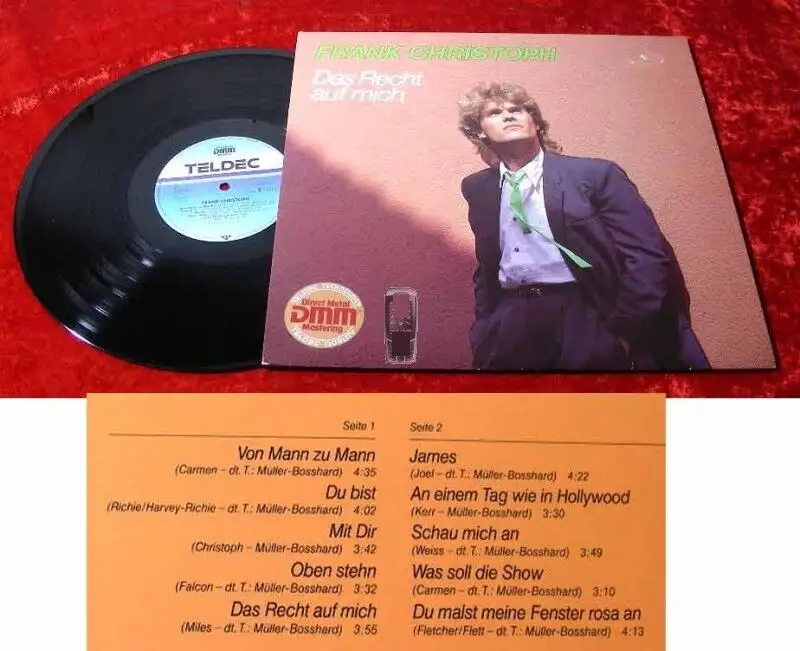 FRANK CHRISTOPH
Das Recht
auf mich
DMM
TELDEC
FRANK CHRISTOPH
Direct Metal
DMM
Mastering
TELDEC QUALITY
Seite 1
Von Mann zu Mann
(Carmen – dt. T.: Müller-Bosshard) 4:35
Du bist
(Richie/Harvey-Richie – dt. T.: Müller-Bosshard) 4:02
Mit Dir
(Christoph – Müller-Bosshard) 3:42
Oben stehn
(Falcon – dt. T.: Müller-Bosshard) 3:32
Das Recht auf mich
(Miles – dt. T.: Müller-Bosshard) 3:55
Seite 2
James
(Joel – dt. T.: Müller-Bosshard) 4:22
An einem Tag wie in Hollywood
(Kerr – Müller-Bosshard) 3:30
Schau mich an
(Weiss – dt. T.: Müller-Bosshard) 3:49
Was soll die Show
(Carmen – dt. T.: Müller-Bosshard) 3:10
Du malst meine Fenster rosa an
(Fletcher/Flett – dt. T.: Müller-Bosshard) 4:13